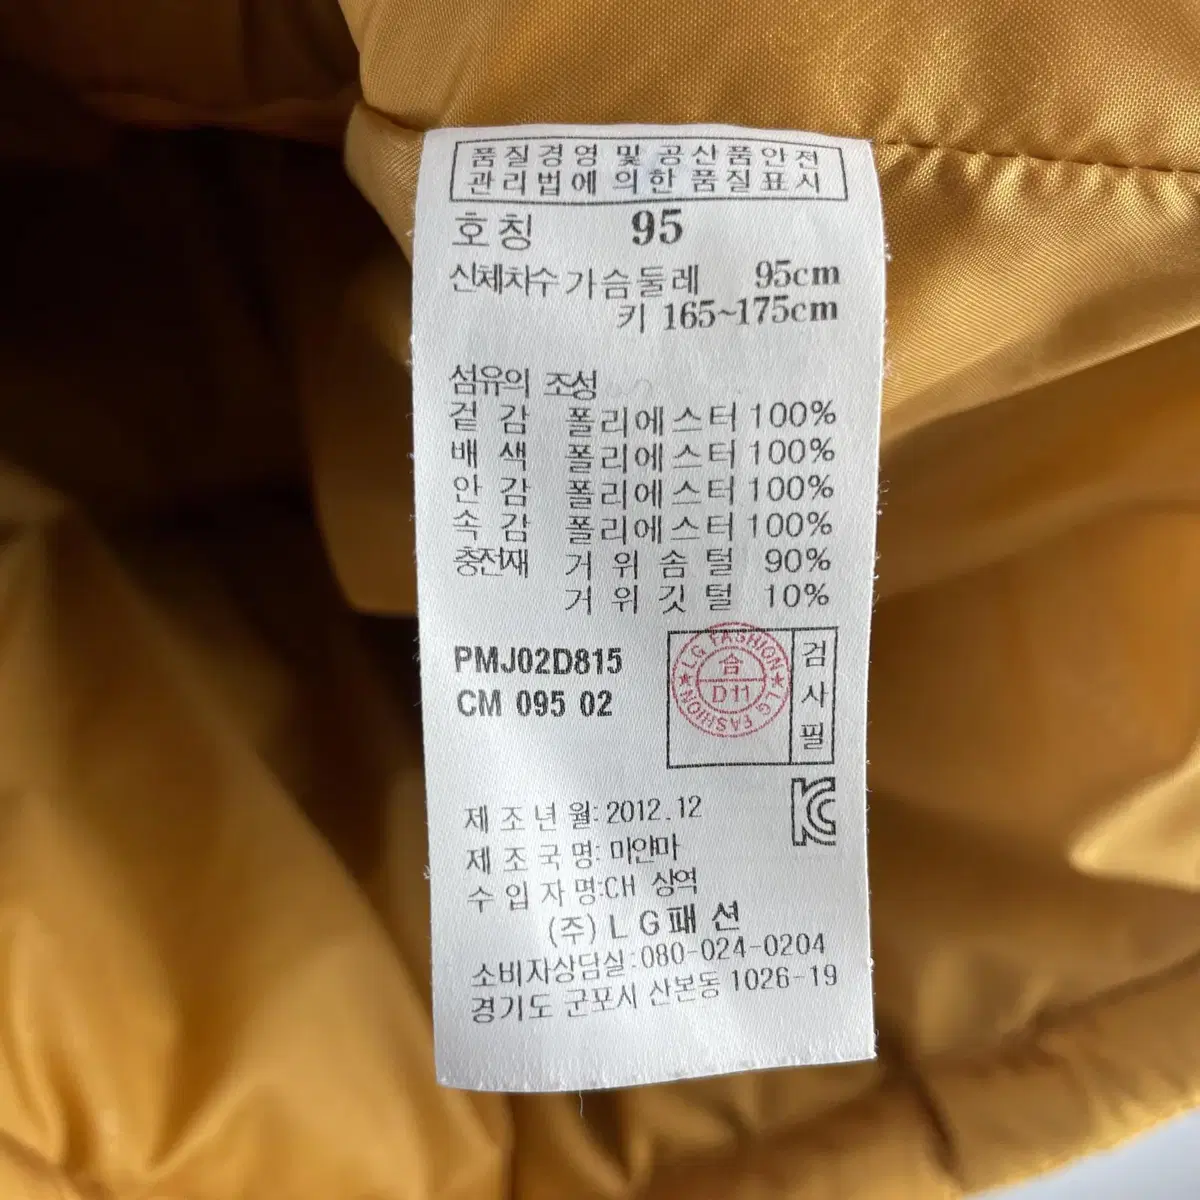 품질경영 및 공산품안전
관리법에 의한 품질표시
호칭 95
신체차수 가슴둘레 95cm
키 165~175cm
섬유의 조성
겉감 폴리에스터 100%
배색 폴리에스터 100%
안감 폴리에스터 100%
속감 폴리에스터 100%
충전재 거위솜털 90%
거위깃털 10%
PMJ02D815
CM 095 02
LG FASHION
합
D11
LG FASHION
검사필
제조년월: 2012.12
제조국명: 미얀마
수입자명: CH 상역
(주) LG패션
소비자상담실: 080-024-0204
경기도 군포시 산본동 1026-19